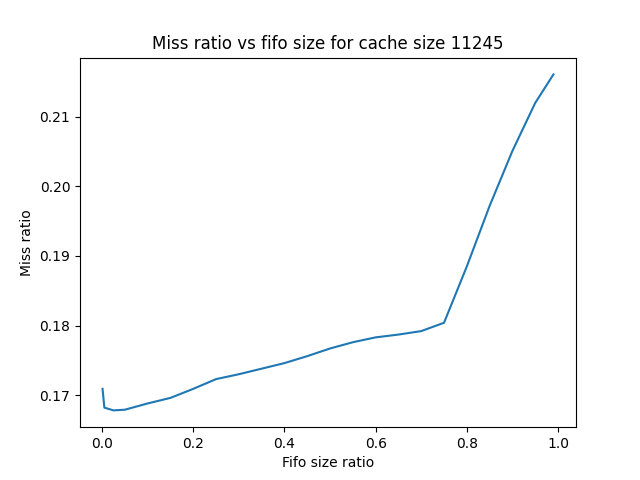 Miss ratio vs fifo size for cache size 11245
0.21
0.20
0.19
0.18
0.17
Miss ratio
0.0 0.2 0.4 0.6 0.8 1.0
Fifo size ratio